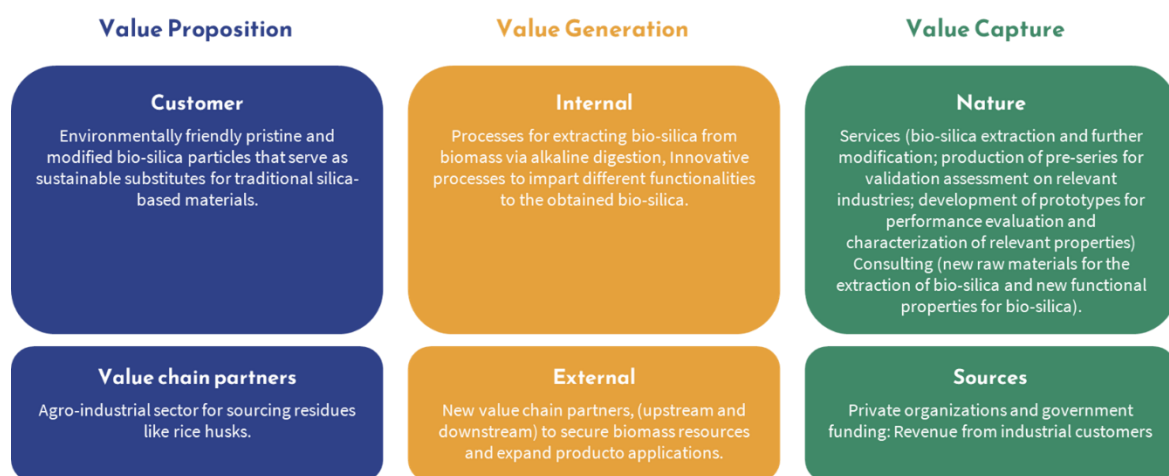 Value Proposition
Customer
Environmentally friendly pristine and
modified bio-silica particles that serve as
sustainable substitutes for traditional silica-
based materials.
Value chain partners
Agro-industrial sector for sourcing residues
like rice husks.
Value Generation
Internal
Processes for extracting bio-silica from
biomass via alkaline digestion, Innovative
processes to impart different functionalities
to the obtained bio-silica.
External
New value chain partners, (upstream and
downstream) to secure biomass resources
and expand producto applications.
Value Capture
Nature
Services (bio-silica extraction and further
modification; production of pre-series for
validation assessment on relevant
industries; development of prototypes for
performance evaluation and
characterization of relevant properties)
Consulting (new raw materials for the
extraction of bio-silica and new functional
properties for bio-silica).
Sources
Private organizations and government
funding: Revenue from industrial customers